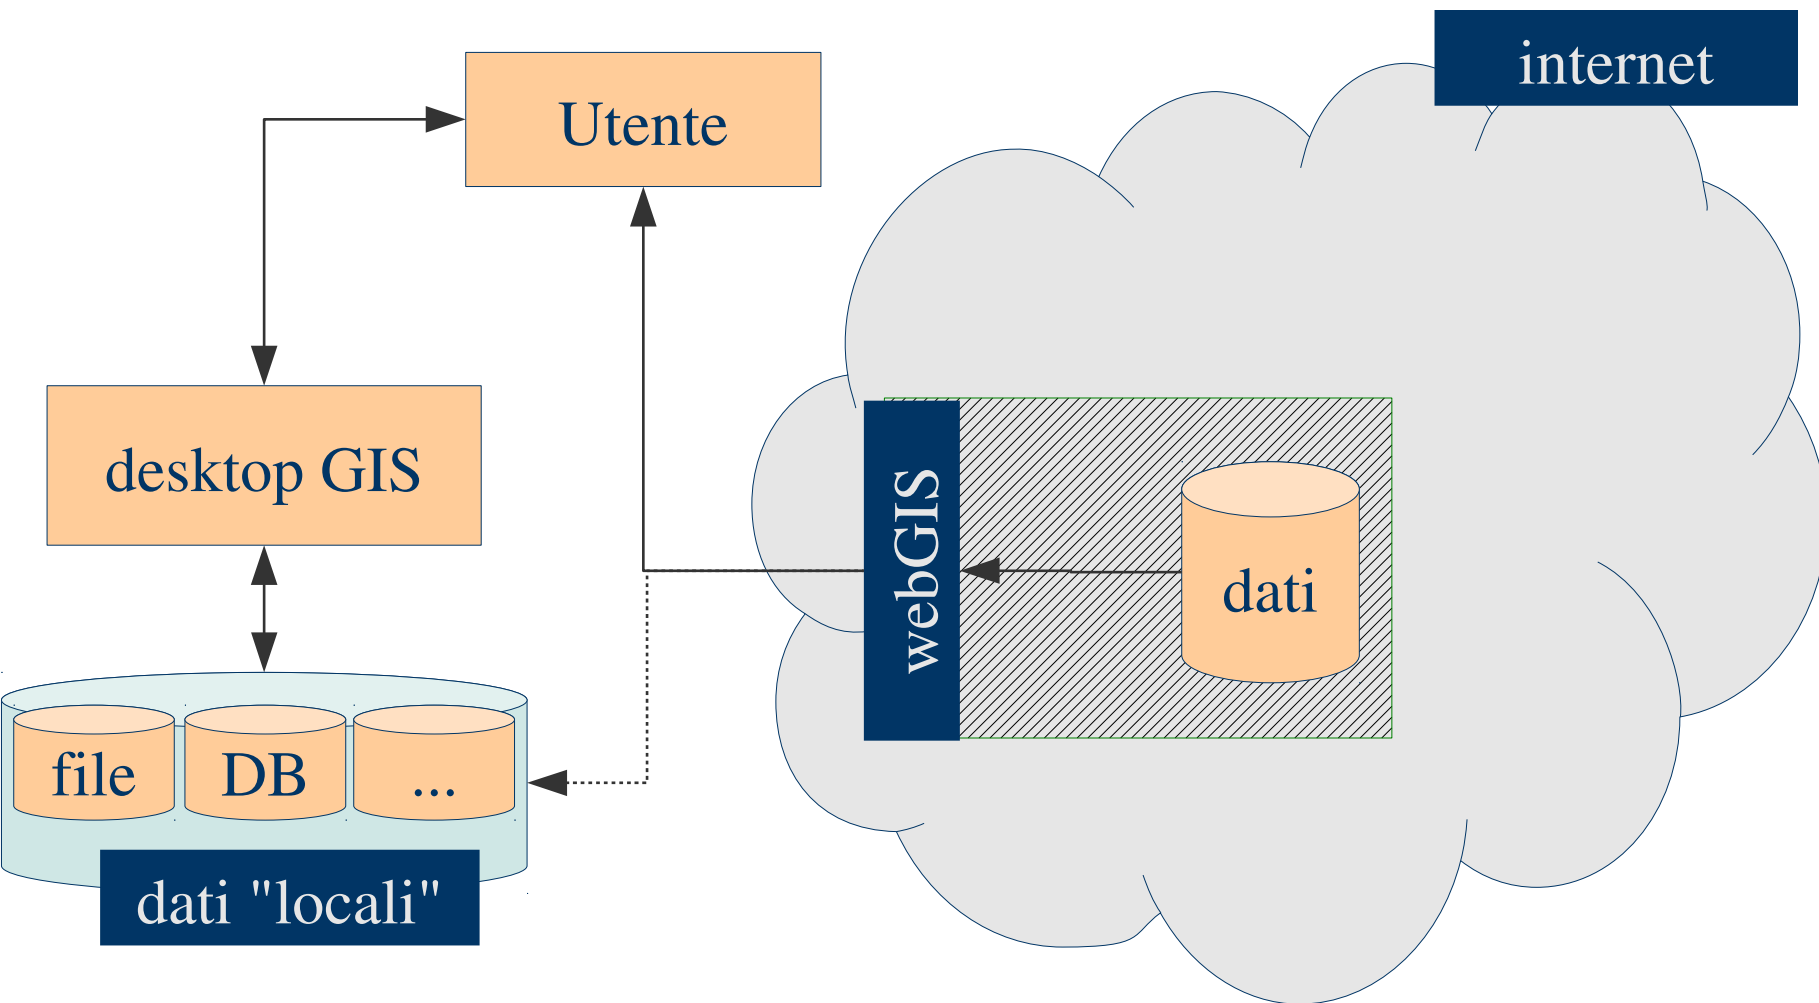 internet
Utente
desktop GIS
webGIS
dati
file
DB
...
dati "locali"